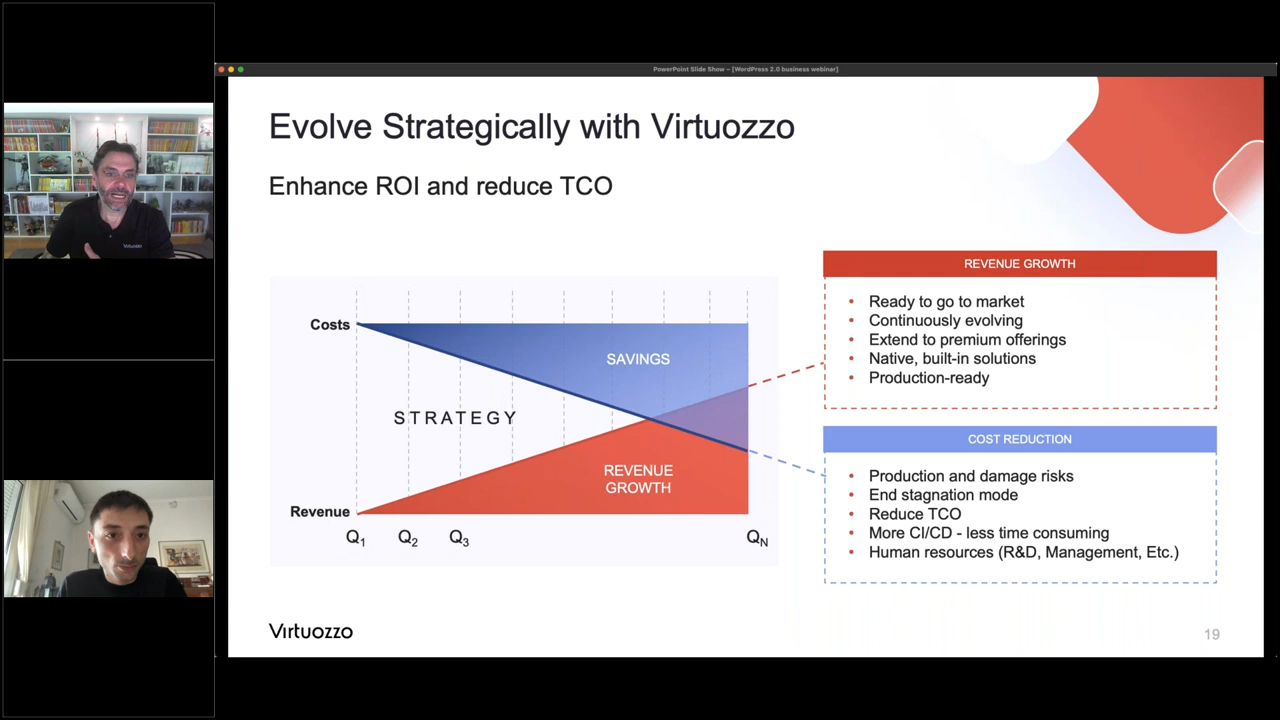 PowerPoint Slide Show – [WordPress 2.0 business webinar]
Evolve Strategically with Virtuozzo
Enhance ROI and reduce TCO
Costs
SAVINGS
STRATEGY
REVENUE
GROWTH
Revenue
Q1 Q2 Q3 QN
REVENUE GROWTH
• Ready to go to market
• Continuously evolving
• Extend to premium offerings
• Native, built-in solutions
• Production-ready
COST REDUCTION
• Production and damage risks
• End stagnation mode
• Reduce TCO
• More CI/CD - less time consuming
• Human resources (R&D, Management, Etc.)
Virtuozzo
19
Virtuozzo